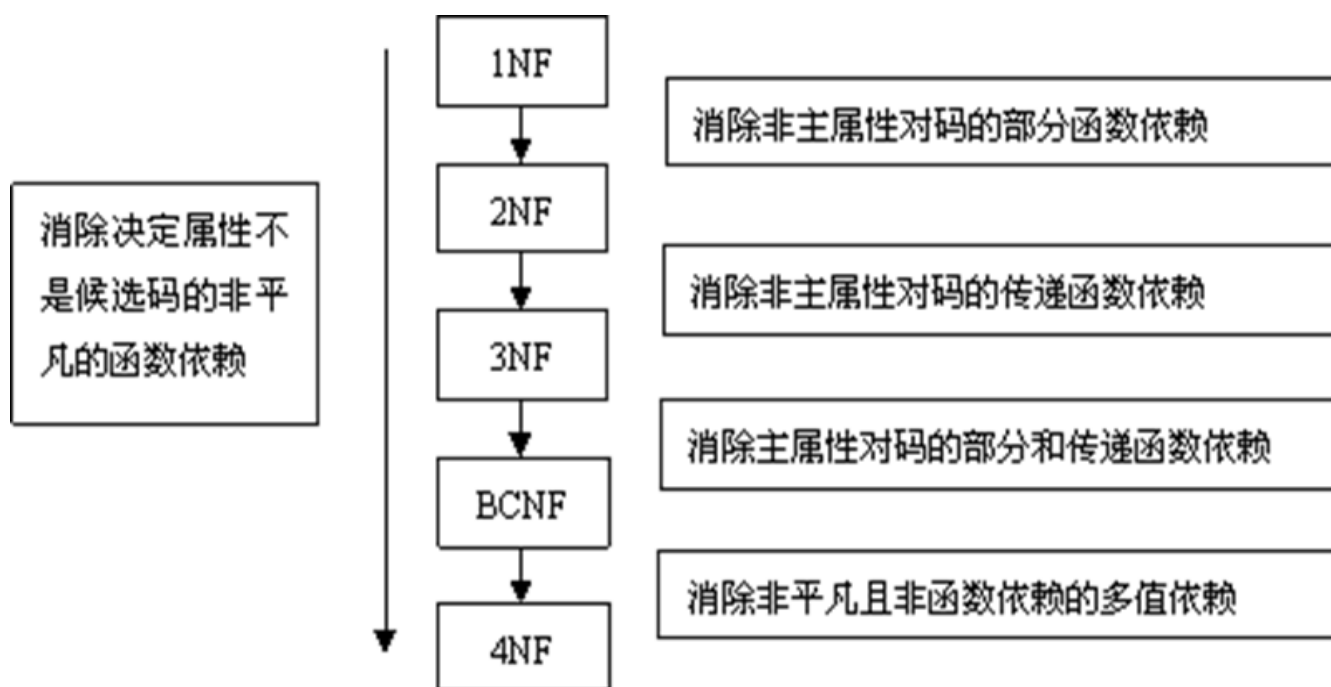 1NF
消除非主属性对码的部分函数依赖
2NF
消除决定属性不
是候选码的非平
凡的函数依赖
消除非主属性对码的传递函数依赖
3NF
消除主属性对码的部分和传递函数依赖
BCNF
消除非平凡且非函数依赖的多值依赖
4NF